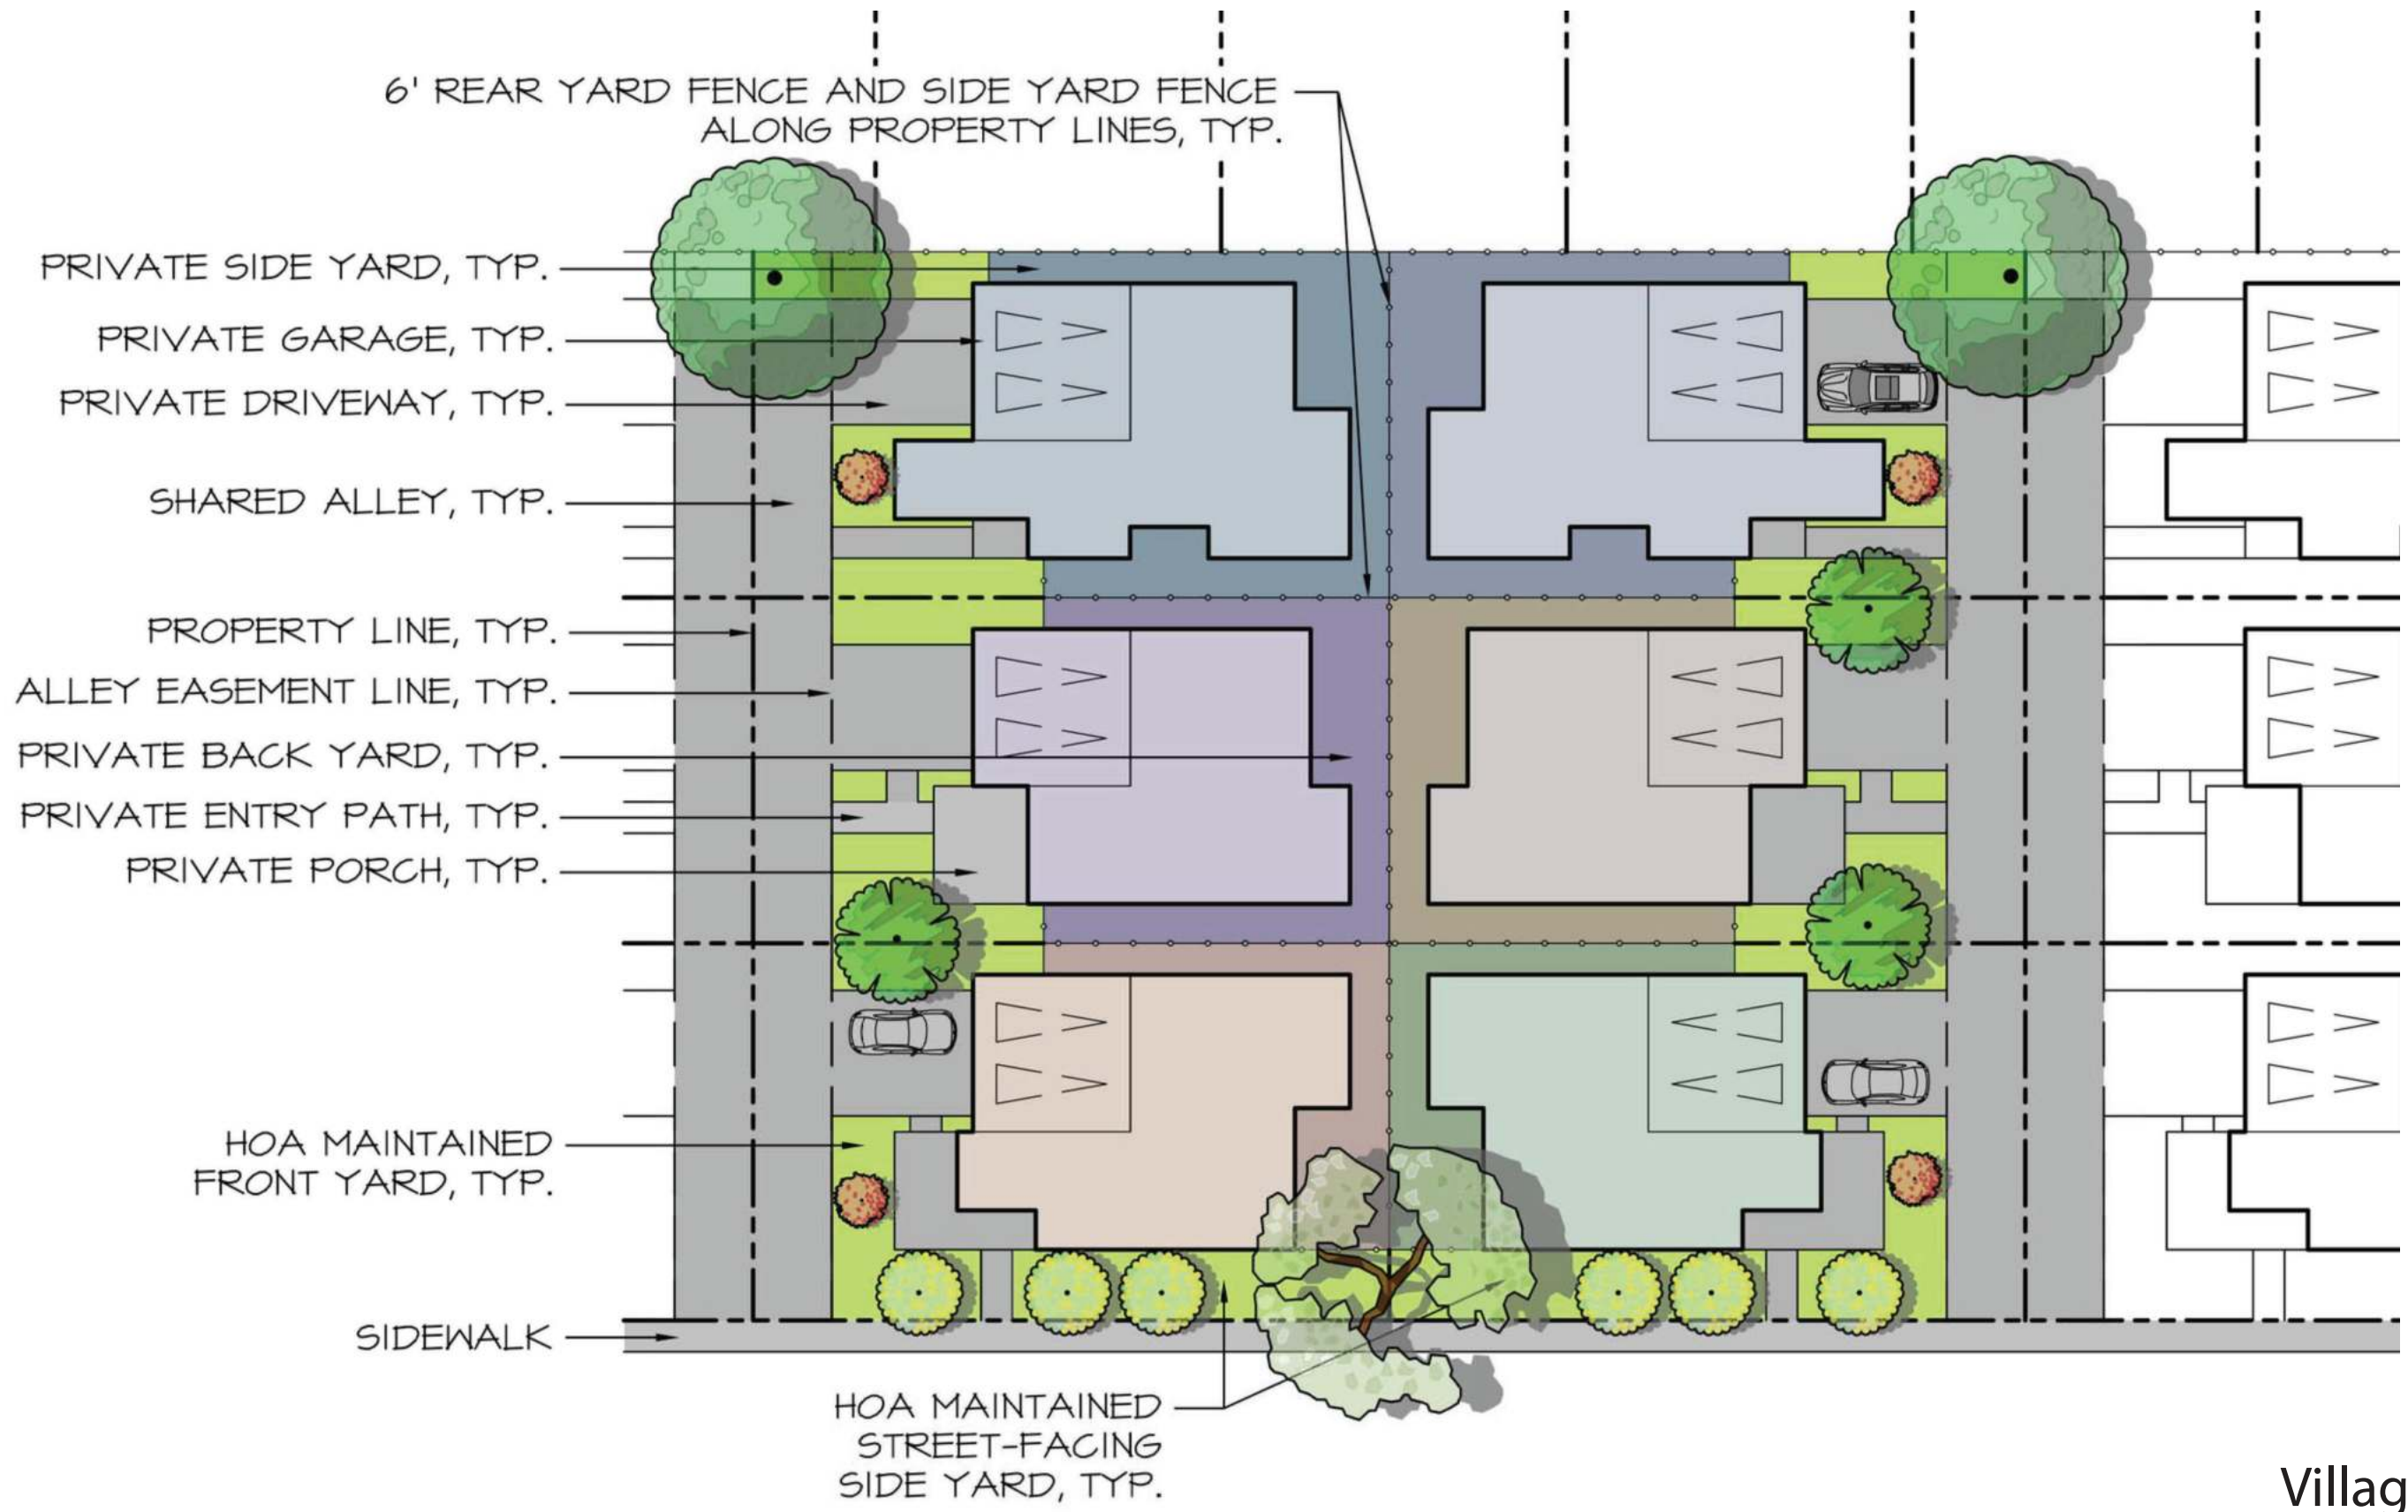 6' REAR YARD FENCE AND SIDE YARD FENCE
ALONG PROPERTY LINES, TYP.
PRIVATE SIDE YARD, TYP.
PRIVATE GARAGE, TYP.
PRIVATE DRIVEWAY, TYP.
SHARED ALLEY, TYP.
PROPERTY LINE, TYP.
ALLEY EASEMENT LINE, TYP.
PRIVATE BACK YARD, TYP.
PRIVATE ENTRY PATH, TYP.
PRIVATE PORCH, TYP.
HOA MAINTAINED
FRONT YARD, TYP.
SIDEWALK
HOA MAINTAINED
STREET-FACING
SIDE YARD, TYP.
Villag